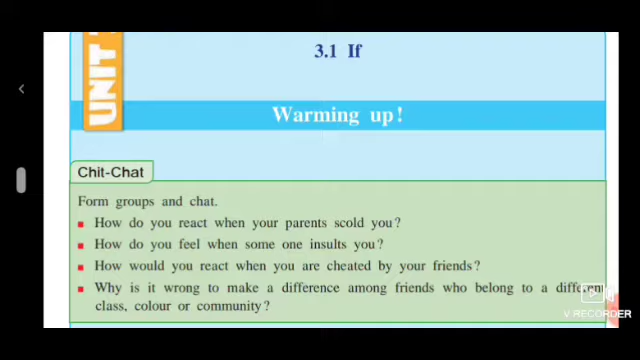 UNIT
3.1 If
Warming up!
Chit-Chat
Form groups and chat.
How do you react when your parents scold you?
How do you feel when some one insults you?
How would you react when you are cheated by your friends?
Why is it wrong to make a difference among friends who belong to a different
class, colour or community?
V.RECORDER